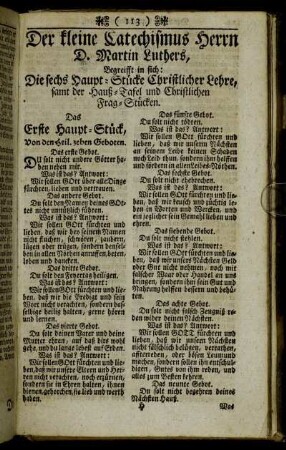 ( 113 )
Der kleine Catechismus Herrn
D. Martin Luthers,
Begreifft in sich:
Die sechs Haupt-Stücke Christlicher Lehre,
samt der Hauß-Tafel und Christlichen
Frag-Stücken.
Das
Erste Haupt-Stück,
Von den Heil. zehen Geboten.
Das erste Gebot.
DU solt nicht andere Götter ha-
ben neben mir.
Was ist das? Antwort:
Wir sollen GOtt über alle Dinge
fürchten, lieben und vertrauen.
Das andere Gebot.
Du solt den Namen deines GOt-
tes nicht unnützlich führen.
Was ist das? Antwort:
Wir sollen GOtt fürchten und
lieben, daß wir bey seinem Namen
nicht fluchen, schweren, zaubern,
lügen oder trügen, sondern densel-
ben in allen Nöthen anruffen, beten,
loben und dancken.
Das dritte Gebot.
Du solt den Feyertag heiligen.
Was ist das? Antwort:
Wir sollen GOtt fürchten und lie-
ben, daß wir die Predigt und sein
Wort nicht verachten, sondern das-
selbige heilig halten, gerne hören
und lernen.
Das vierte Gebot.
Du solt deinen Vater und deine
Mutter ehren, auf daß dirs wohl
gehe, und du lange lebest auf Erden.
Was ist das? Antwort:
Wir sollen GOtt fürchten und lie-
ben, daß wir unsere Eltern und Her-
ren nicht verachten, noch erzürnen,
sondern sie in Ehren halten, ihnen
dienen, gehorchen, sie lieb und werth
haben.
Das fünfte Gebot.
Du solt nicht tödten.
Was ist das? Antwort:
Wir sollen GOtt fürchten und
lieben, daß wir unserm Nächsten
an seinem Leibe keinen Schaden
noch Leid thun, sondern ihm helffen
und fördern in allen Leibes-Nöthen.
Das sechste Gebot.
Du solt nicht ehebrechen.
Was ist das? Antwort:
Wir sollen GOtt fürchten und lie-
ben, daß wir keusch und züchtig le-
ben in Worten und Wercken, und
ein jeglicher sein Gemahl lieben und
ehren.
Das siebende Gebot.
Du solt nicht stehlen.
Was ist das? Antwort:
Wir sollen GOtt fürchten und lie-
ben, daß wir unsers Nächsten Geld
oder Gut nicht nehmen, noch mit
falscher Waar oder Handel an uns
bringen, sondern ihm sein Gut und
Nahrung helffen bessern und behü-
ten.
Das achte Gebot.
Du solt nicht falsch Zeugniß re-
den wider deinen Nächsten.
Was ist das? Antwort:
Wir sollen GOTT fürchten und
lieben, daß wir unsern Nächsten
nicht fälschlich belügen, verrathen,
affterreden, oder bösen Leumund
machen, sondern sollen ihn entschul-
digen, Gutes von ihm reden, und
alles zum Besten kehren.
Das neunte Gebot.
Du solt nicht begehren deines
Nächsten Hauß.
H
Was